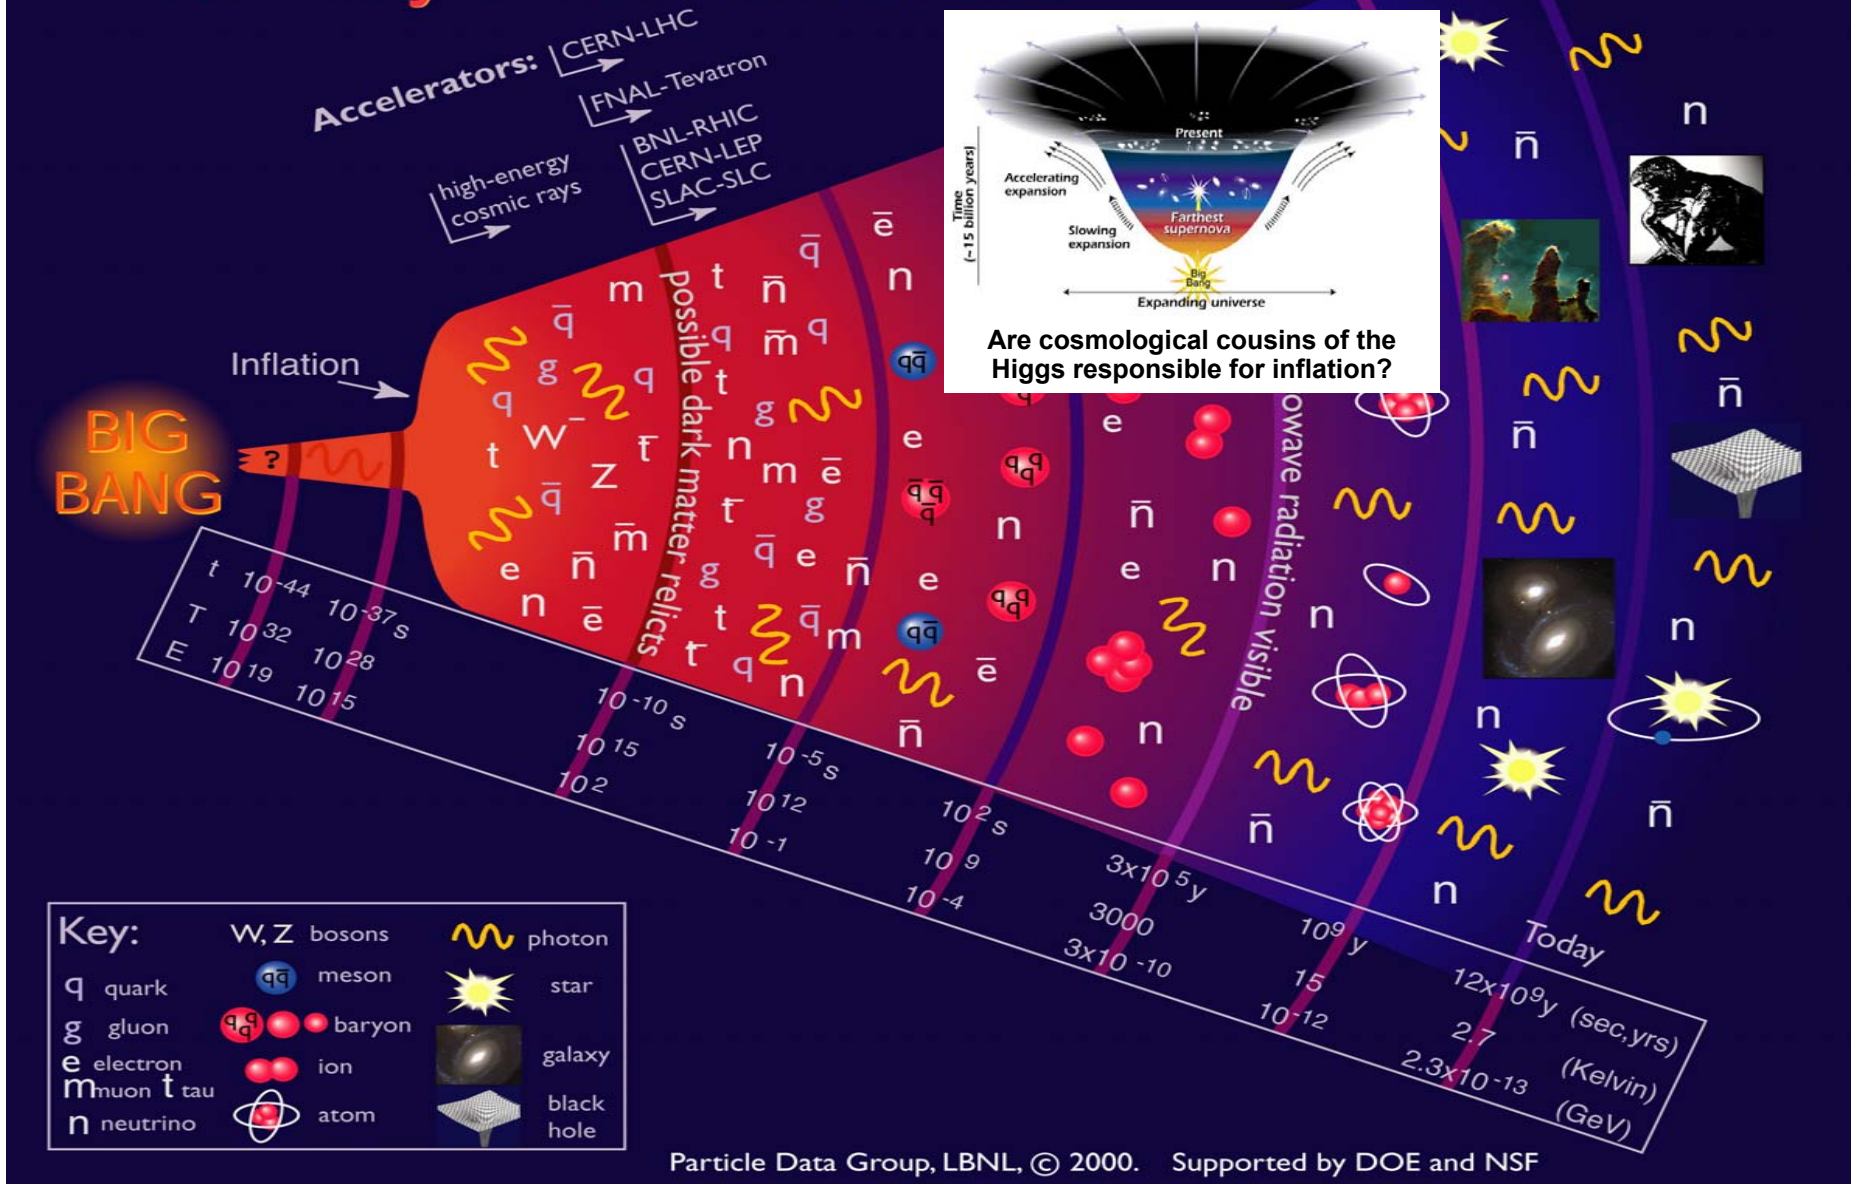 Accelerators:
CERN-LHC
FNAL-Tevatron
BNL-RHIC
CERN-LEP
SLAC-SLC
high-energy
cosmic rays
Inflation
BIG
BANG
?
possible dark matter relicts
owave radiation visible
Time
(~15 billion years)
Present
Accelerating
expansion
Slowing
expansion
Farthest
supernova
Big
Bang
Expanding universe
Are cosmological cousins of the
Higgs responsible for inflation?
t 10-44 10-37 s 10-10 s 10-5 s 10 2 s 3x10 5 y 10 9 y 12x10 9 y (sec,yrs)
T 10 32 10 28 10 15 10 12 10 9 3000 15 2.7 (Kelvin)
E 10 19 10 15 10 2 10 -1 10 -4 3x10 -10 10 -12 2.3x10 -13 (GeV)
Today
Key:
W, Z bosons
photon
q quark
qq̄ meson
star
g gluon
qqq baryon
e electron
ion
galaxy
m muon t tau
n neutrino
atom
black
hole
Particle Data Group, LBNL, © 2000. Supported by DOE and NSF